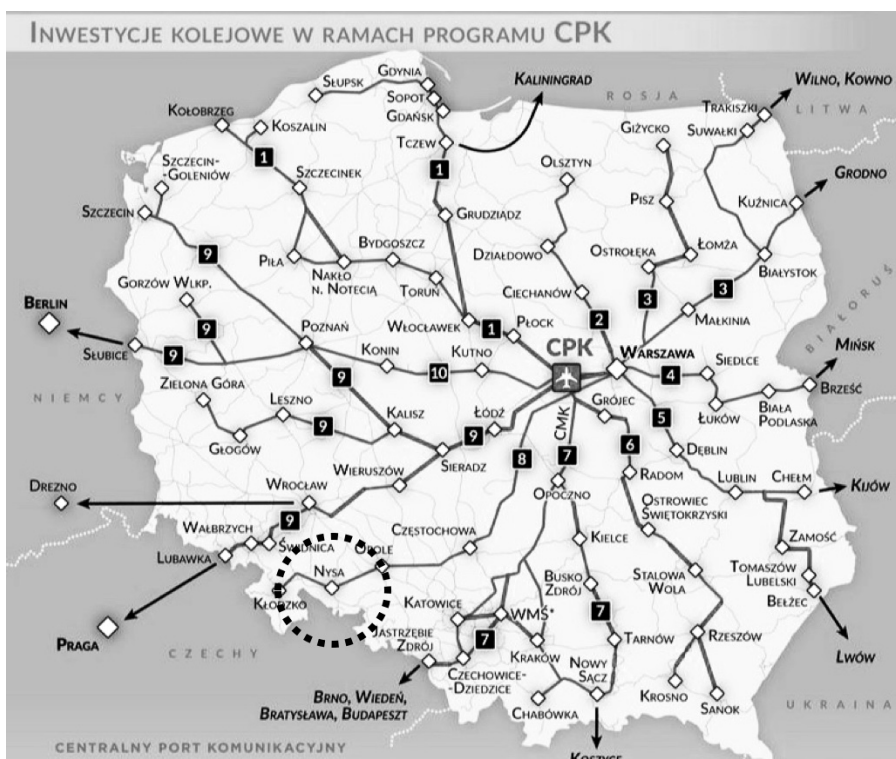 INWESTYCJE KOLEJOWE W RAMACH PROGRAMU CPK
GDYNIA
SŁUPSK
SOPOT
GDAŃSK
KALININGRAD
ROSJA
WILNO, KOWNO
LITWA
TRAKISZKI
SUWAŁKI
KOŁOBRZEG
KOSZALIN
TCZEW
GIŻYCKO
OLSZTYN
SZCZECIN-
-GOLENIÓW
1
1
SZCZECINEK
GRODNO
KUŹNICA
PISZ
SZCZECIN
GRUDZIĄDZ
9
BYDGOSZCZ
DZIAŁDOWO
OSTROŁĘKA
ŁOMŻA
BIAŁYSTOK
PIŁA
NAKŁO
N. NOTECIĄ
TORUŃ
GORZÓW WLKP.
CIECHANÓW
3
3
BIAŁORUŚ
BERLIN
9
WŁOCŁAWEK
1
PŁOCK
2
MAŁKINIA
POZNAŃ
SŁUBICE
9
KONIN
KUTNO
CPK
WARSZAWA
SIEDLCE
MIŃSK
10
4
BRZEŚĆ
NIEMCY
ZIELONA GÓRA
9
LESZNO
KALISZ
ŁÓDŹ
GRÓJEC
ŁUKÓW
BIAŁA
PODLASKA
9
GŁOGÓW
9
CMK
5
SIERADZ
8
7
6
DĘBLIN
WIERUSZÓW
RADOM
LUBLIN
CHEŁM
KIJÓW
DREZNO
WROCŁAW
OPOCZNO
OSTROWIEC
ŚWIĘTOKRZYSKI
9
WAŁBRZYCH
ŚWIDNICA
CZĘSTOCHOWA
KIELCE
ZAMOŚĆ
LUBAWKA
OPOLE
NYSA
TOMASZÓW
LUBELSKI
BUSKO
ZDRÓJ
STALOWA
WOLA
KŁODZKO
KATOWICE
WMŚ*
7
BEŁŻEC
PRAGA
JASTRZĘBIE
ZDRÓJ
7
TARNÓW
RZESZÓW
CZECHY
KRAKÓW
NOWY
SĄCZ
LWÓW
CZECHOWICE-
-DZIEDZICE
BRNO, WIEDEŃ,
BRATYSŁAWA, BUDAPESZT
CHABÓWKA
KROSNO
SANOK
UKRAINA
CENTRALNY PORT KOMUNIKACYJNY
KOSZYCE